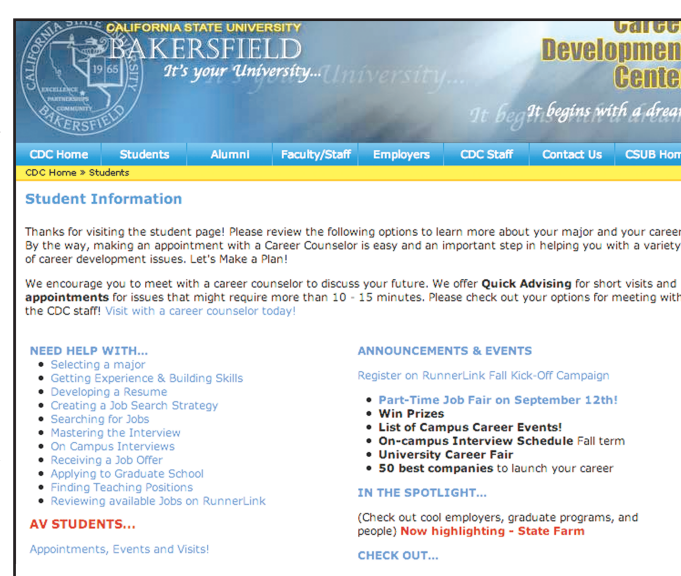 CALIFORNIA STATE UNIVERSITY
BAKERSFIELD
It's your University...
CALIFORNIA STATE UNIVERSITY
19 65
EXCELLENCE
PARTNERSHIPS
COMMUNITY
BAKERSFIELD
Career
Developmen
Cente
It begins with a drea
CDC Home Students Alumni Faculty/Staff Employers CDC Staff Contact Us CSUB Hom
CDC Home » Students
Student Information
Thanks for visiting the student page! Please review the following options to learn more about your major and your career
By the way, making an appointment with a Career Counselor is easy and an important step in helping you with a variety
of career development issues. Let's Make a Plan!
We encourage you to meet with a career counselor to discuss your future. We offer Quick Advising for short visits and
appointments for issues that might require more than 10 - 15 minutes. Please check out your options for meeting with
the CDC staff! Visit with a career counselor today!
NEED HELP WITH...
• Selecting a major
• Getting Experience & Building Skills
• Developing a Resume
• Creating a Job Search Strategy
• Searching for Jobs
• Mastering the Interview
• On Campus Interviews
• Receiving a Job Offer
• Applying to Graduate School
• Finding Teaching Positions
• Reviewing available Jobs on RunnerLink
AV STUDENTS...
Appointments, Events and Visits!
ANNOUNCEMENTS & EVENTS
Register on RunnerLink Fall Kick-Off Campaign
• Part-Time Job Fair on September 12th!
• Win Prizes
• List of Campus Career Events!
• On-campus Interview Schedule Fall term
• University Career Fair
• 50 best companies to launch your career
IN THE SPOTLIGHT...
(Check out cool employers, graduate programs, and
people) Now highlighting - State Farm
CHECK OUT...